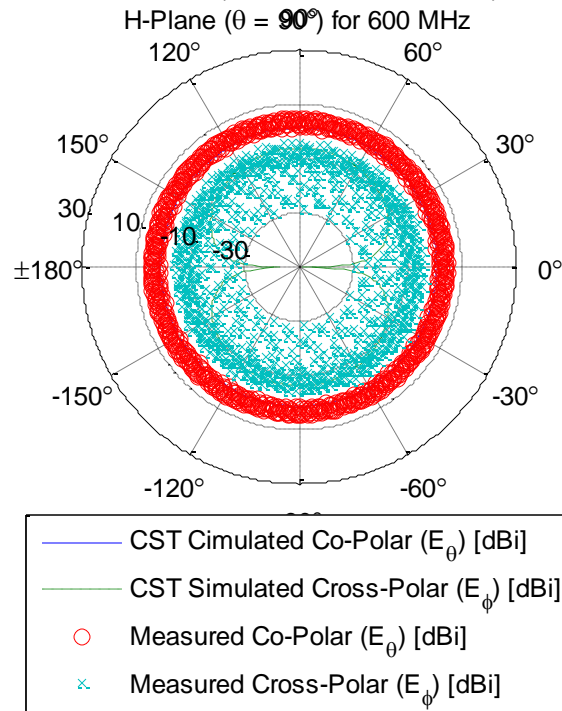 H-Plane (θ = 90°) for 600 MHz
120°
60°
150°
30°
30
10
-10
-30
±180°
0°
-150°
-30°
-120°
-60°
CST Cimulated Co-Polar (Eθ) [dBi]
CST Simulated Cross-Polar (Eϕ) [dBi]
Measured Co-Polar (Eθ) [dBi]
Measured Cross-Polar (Eϕ) [dBi]